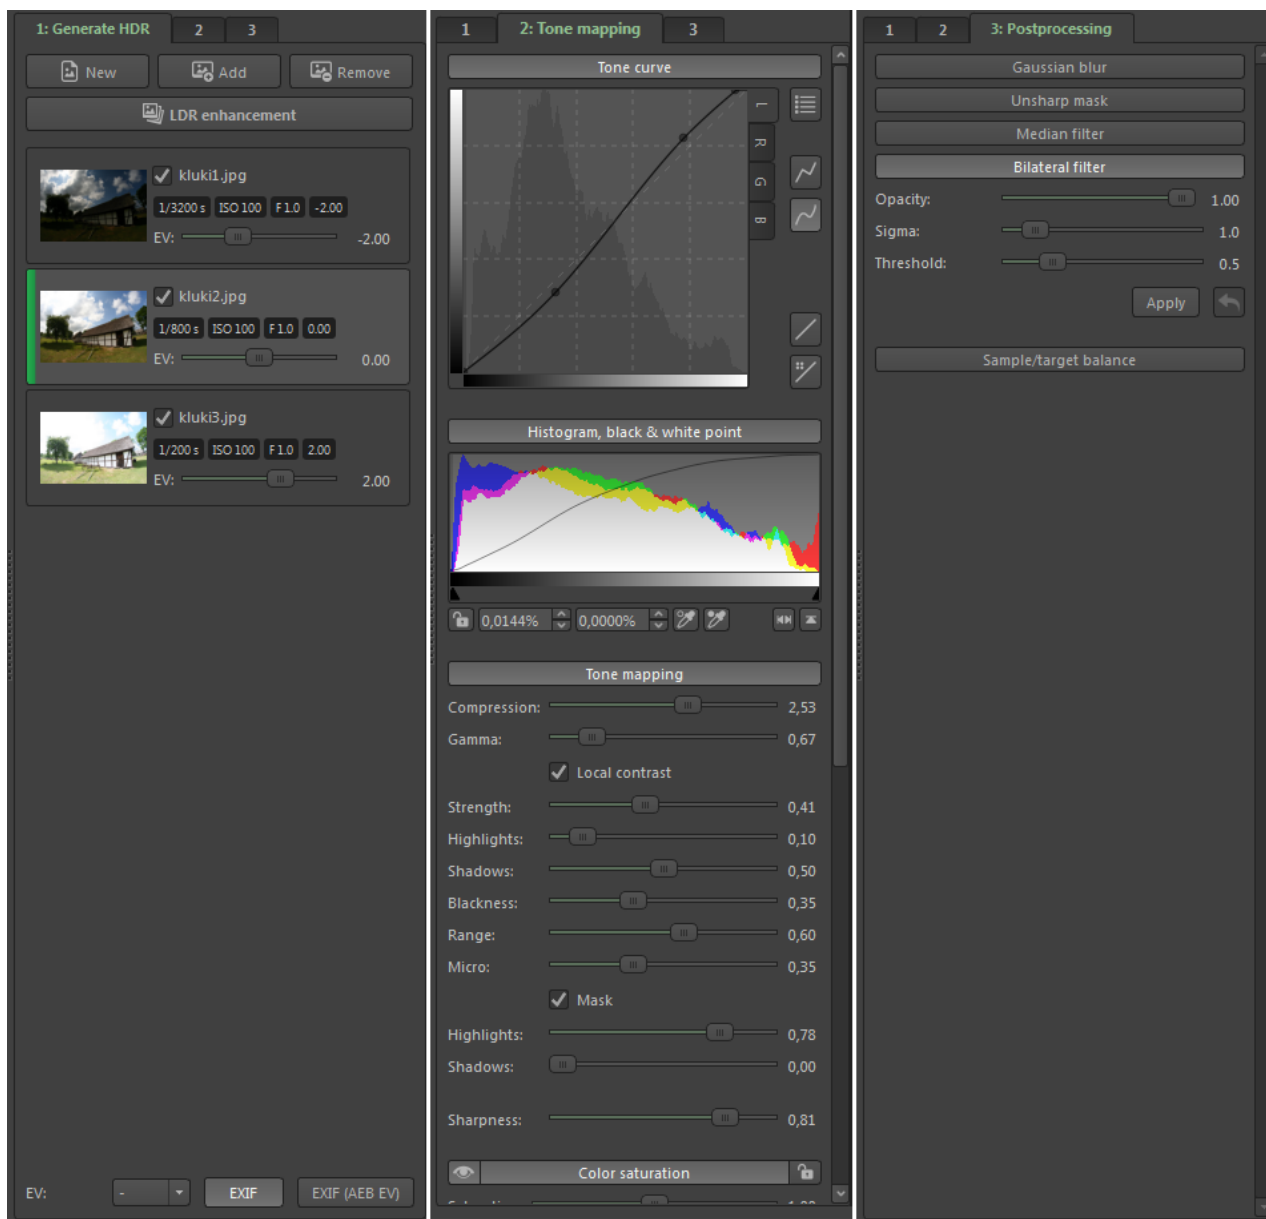 1: Generate HDR 2 3
New Add Remove
LDR enhancement
kluki1.jpg
1/3200 s ISO 100 F 1.0 -2.00
EV: -2.00
kluki2.jpg
1/800 s ISO 100 F 1.0 0.00
EV: 0.00
kluki3.jpg
1/200 s ISO 100 F 1.0 2.00
EV: 2.00
EV: - EXIF EXIF (AEB EV)
1 2: Tone mapping 3
Tone curve
L
R
G
B
Histogram, black & white point
0,0144% 0,0000%
Tone mapping
Compression: 2,53
Gamma: 0,67
Local contrast
Strength: 0,41
Highlights: 0,10
Shadows: 0,50
Blackness: 0,35
Range: 0,60
Micro: 0,35
Mask
Highlights: 0,78
Shadows: 0,00
Sharpness: 0,81
Color saturation
1 2 3: Postprocessing
Gaussian blur
Unsharp mask
Median filter
Bilateral filter
Opacity: 1.00
Sigma: 1.0
Threshold: 0.5
Apply
Sample/target balance